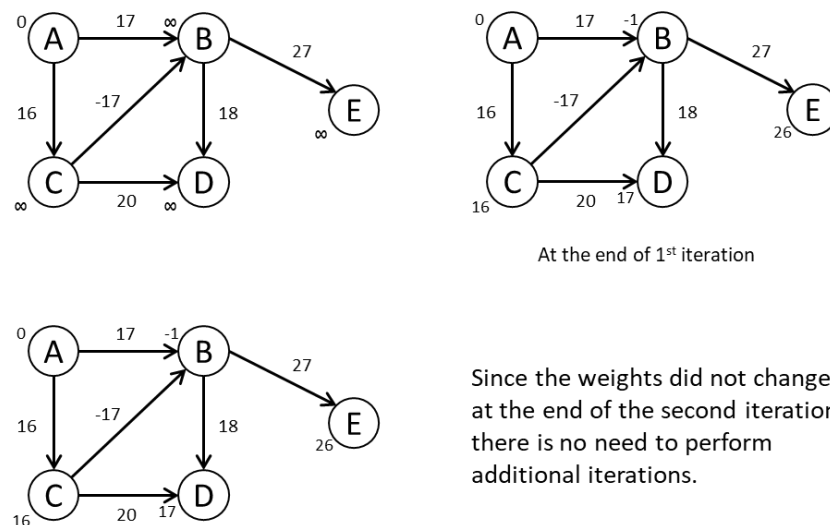 0 A 17 ∞ B 27
16 -17 18 E
∞
C D
∞ 20 ∞
0 A 17 -1 B 27
16 -17 18 E
26
C D
16 20 17
At the end of 1st iteration
0 A 17 -1 B 27
16 -17 18 E
26
C D
16 20 17
Since the weights did not change
at the end of the second iteration
there is no need to perform
additional iterations.